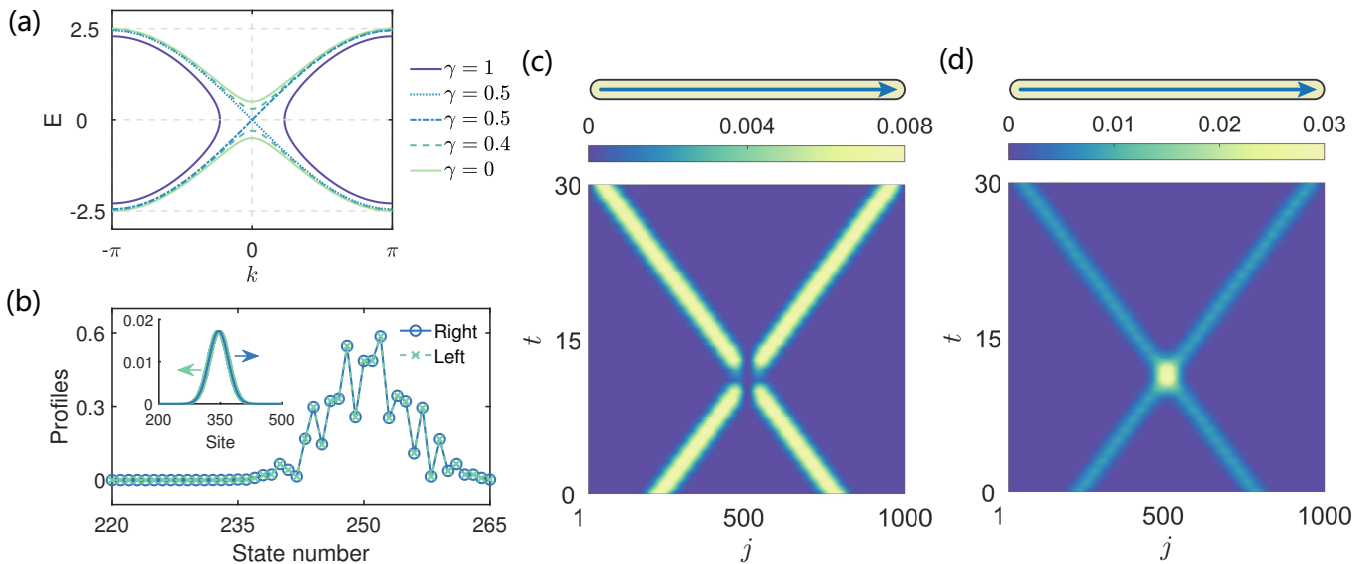 (a)
2.5
0
-2.5
E
-π
0
π
k
γ = 1
γ = 0.5
γ = 0.5
γ = 0.4
γ = 0
(b)
0.6
0.3
0
Profiles
0.02
0.01
0
200
350
500
Site
Right
Left
220
235
250
265
State number
(c)
0
0.004
0.008
30
15
0
t
1
500
1000
j
(d)
0
0.01
0.02
0.03
30
15
0
t
1
500
1000
j